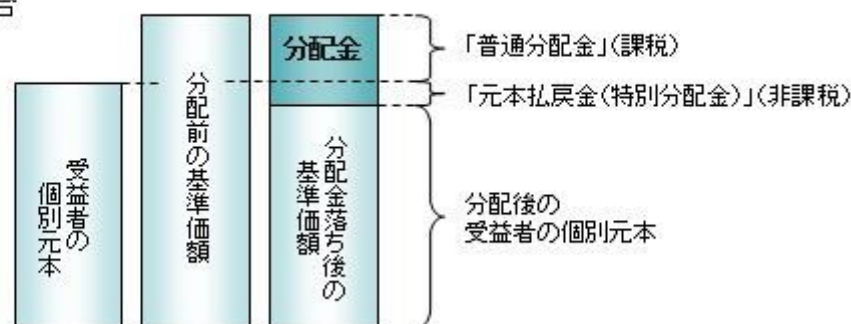 分配金
「普通分配金」(課税)
「元本払戻金(特別分配金)」(非課税)
受益者の
個別元本
分配前の基準価額
分配金落ち後の
基準価額
分配後の
受益者の個別元本